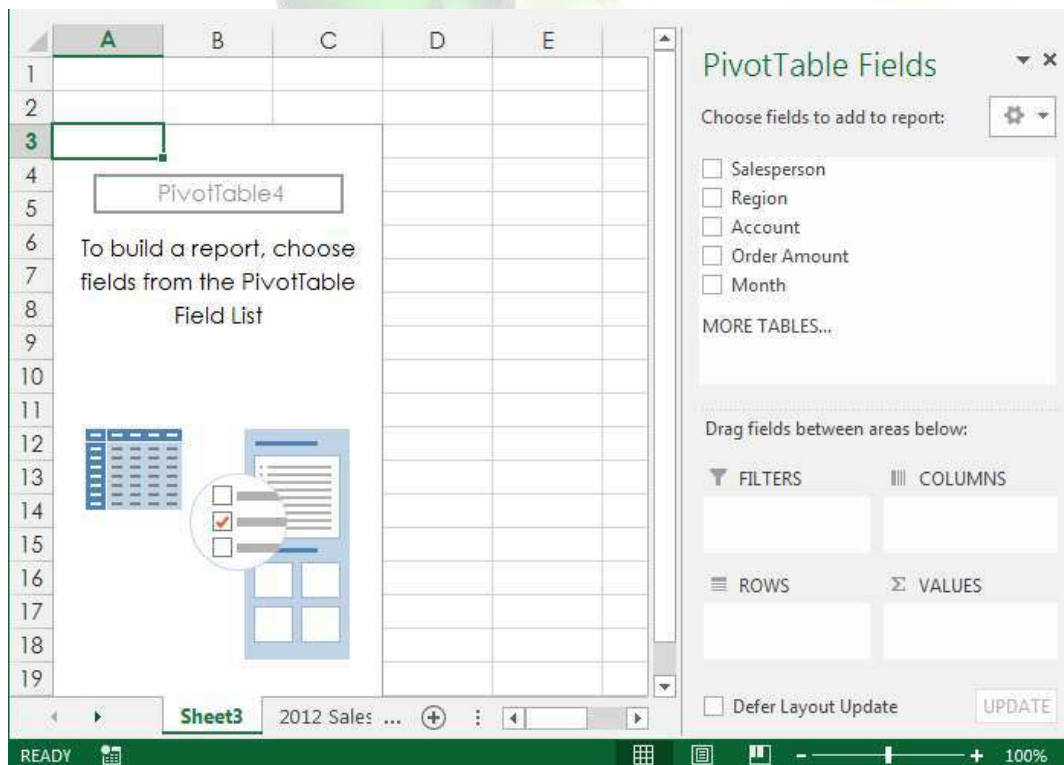 A B C D E
1
2
3
4
5
6
7
8
9
10
11
12
13
14
15
16
17
18
19
PivotTable4
To build a report, choose
fields from the PivotTable
Field List
Sheet3 2012 Sales ...
READY
100%
PivotTable Fields
Choose fields to add to report:
Salesperson
Region
Account
Order Amount
Month
MORE TABLES...
Drag fields between areas below:
FILTERS
COLUMNS
ROWS
Σ VALUES
Defer Layout Update
UPDATE